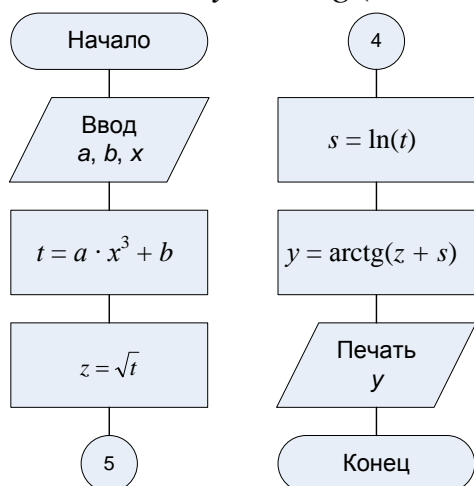 Начало
Ввод
a, b, x
t = a · x³ + b
z = √t
5
4
s = ln(t)
y = arctg(z + s)
Печать
y
Конец